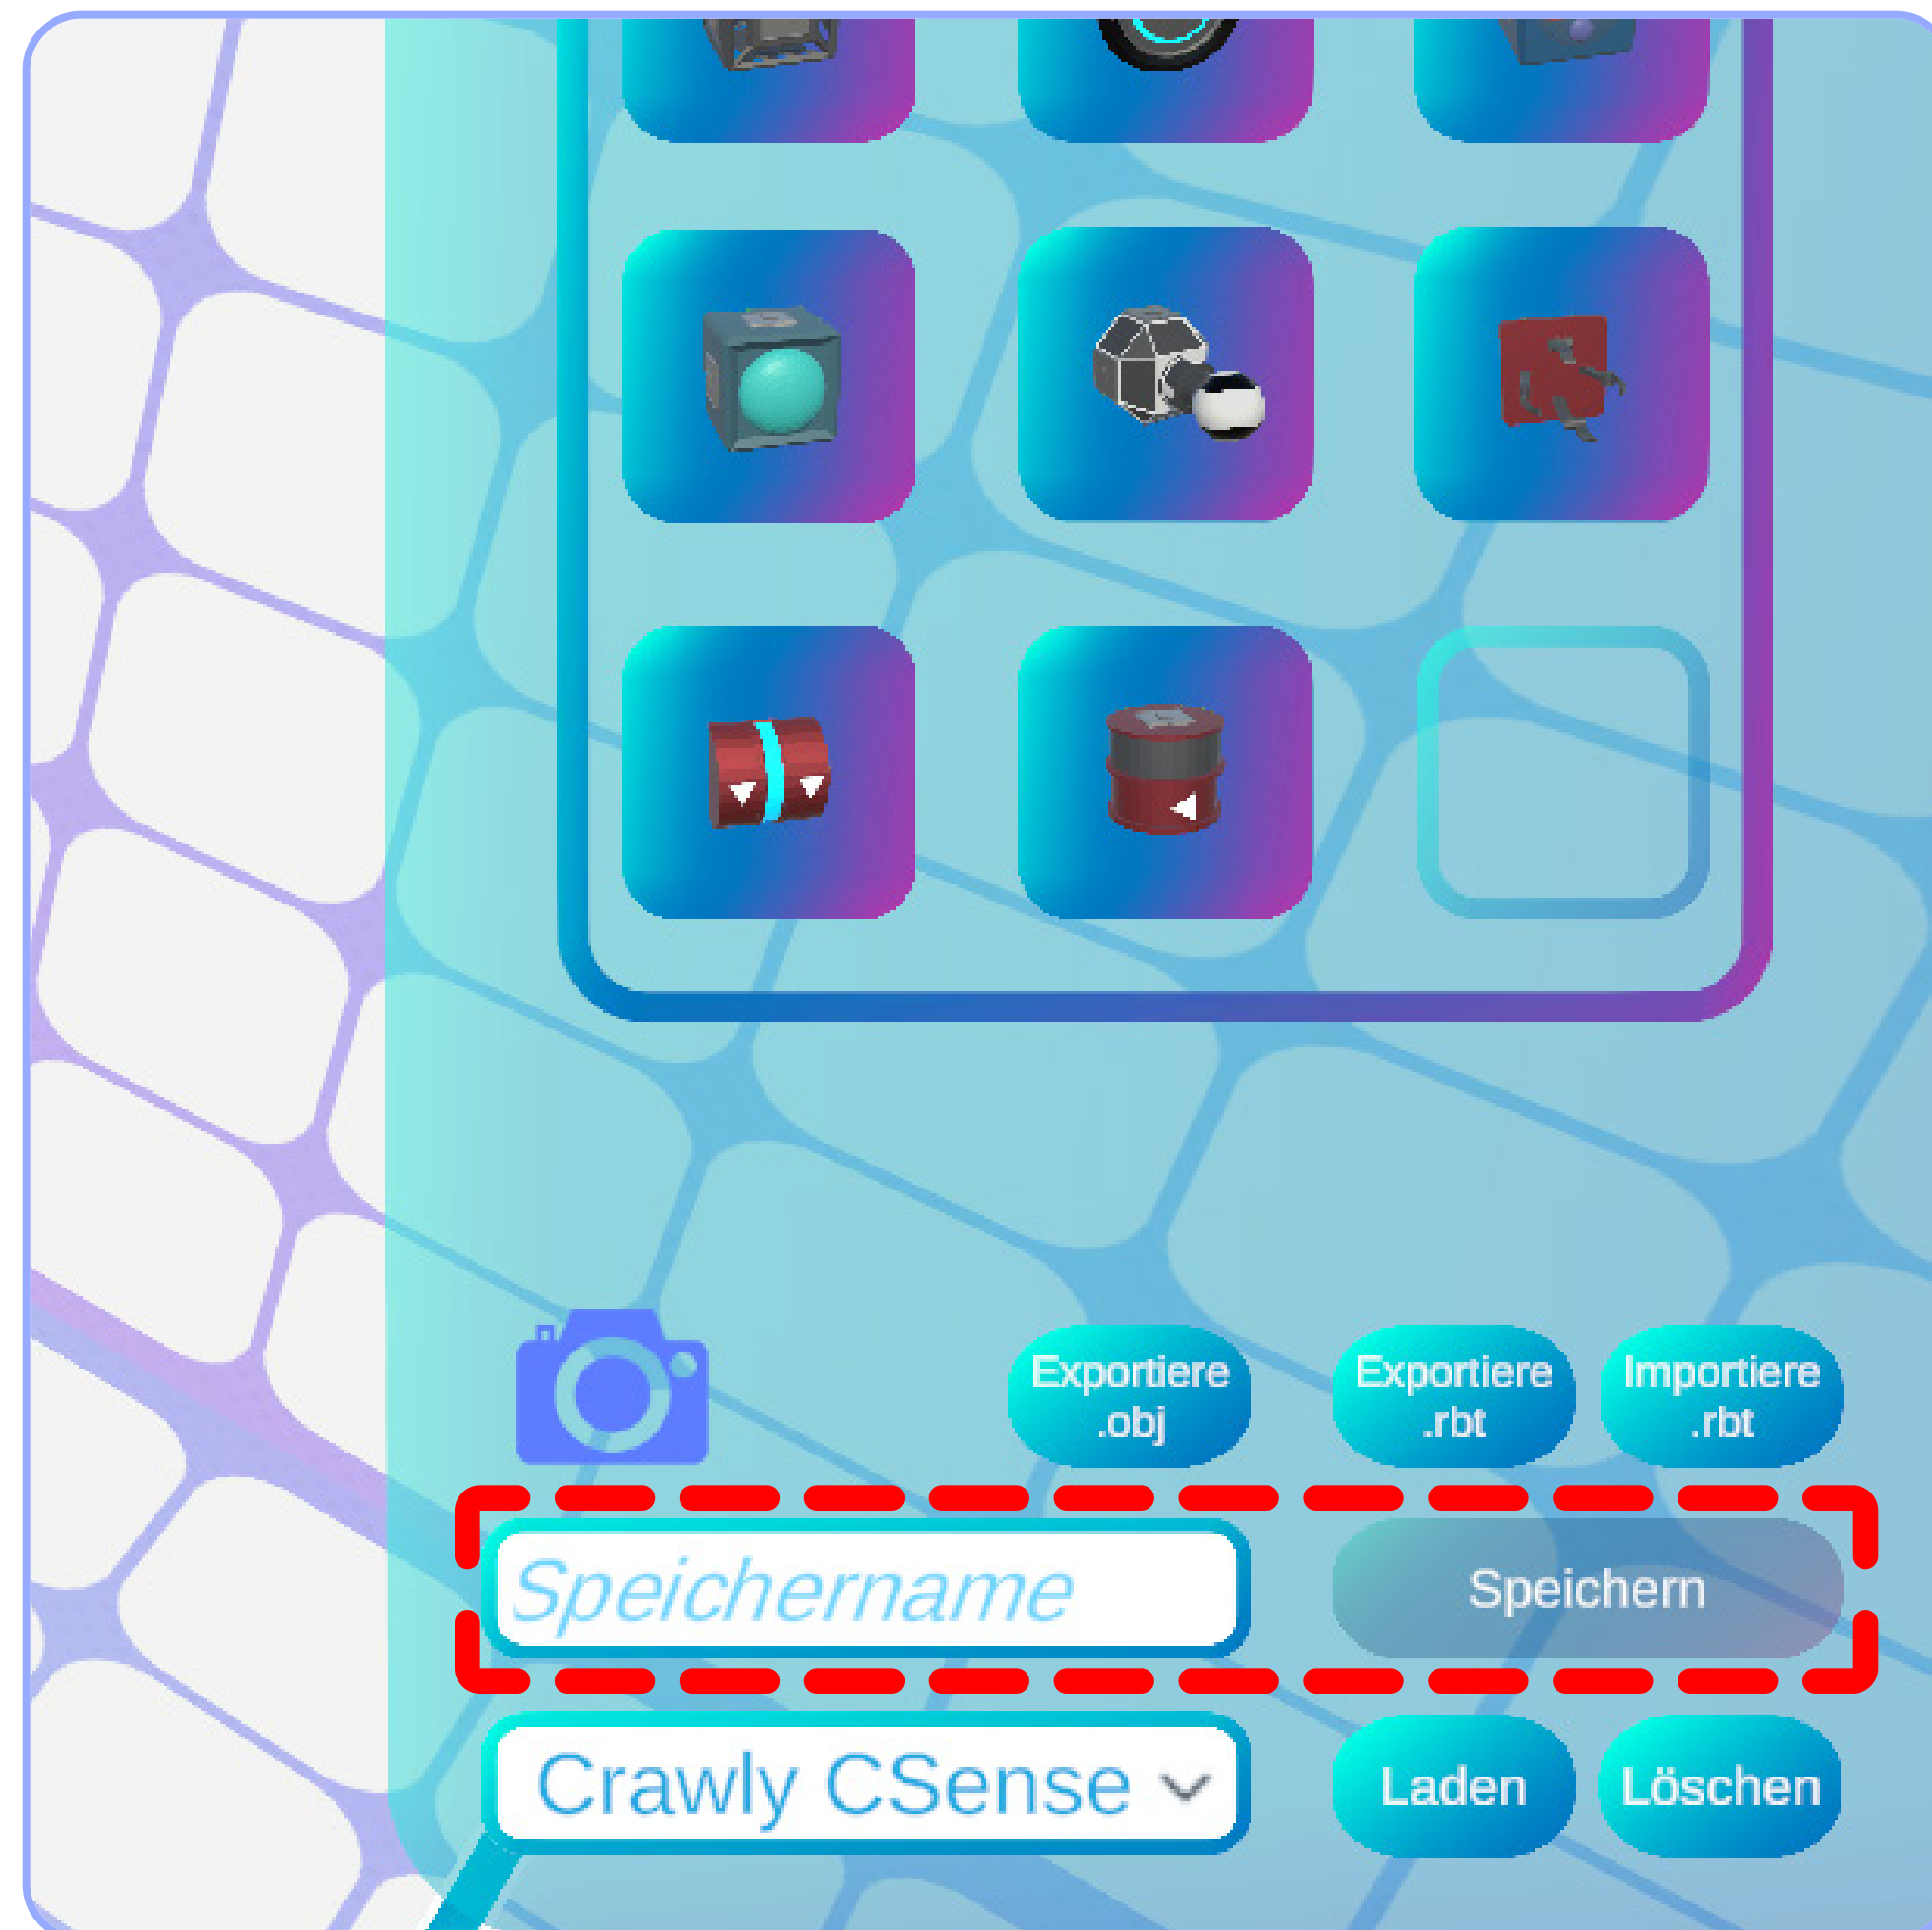 Exportiere
.obj
Exportiere
.rbt
Importiere
.rbt
Speichername
Speichern
Crawly CSense
Laden
Löschen